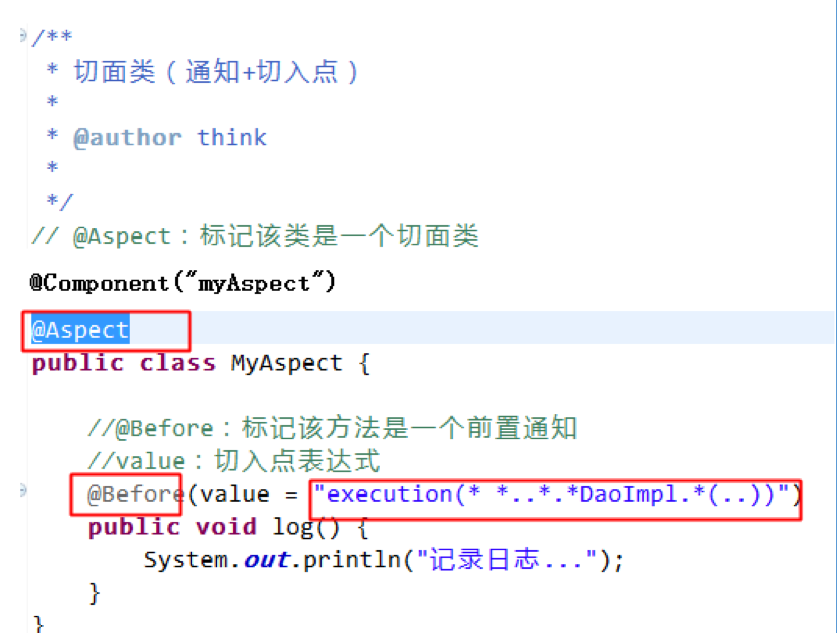 /**
 * 切面类（通知+切入点）
 *
 * @author think
 *
 */
// @Aspect：标记该类是一个切面类
@Component("myAspect")
@Aspect
public class MyAspect {
//@Before：标记该方法是一个前置通知
//value：切入点表达式
@Before(value = "execution(* *..*.*DaoImpl.*(..))")
public void log() {
System.out.println("记录日志...");
}
}